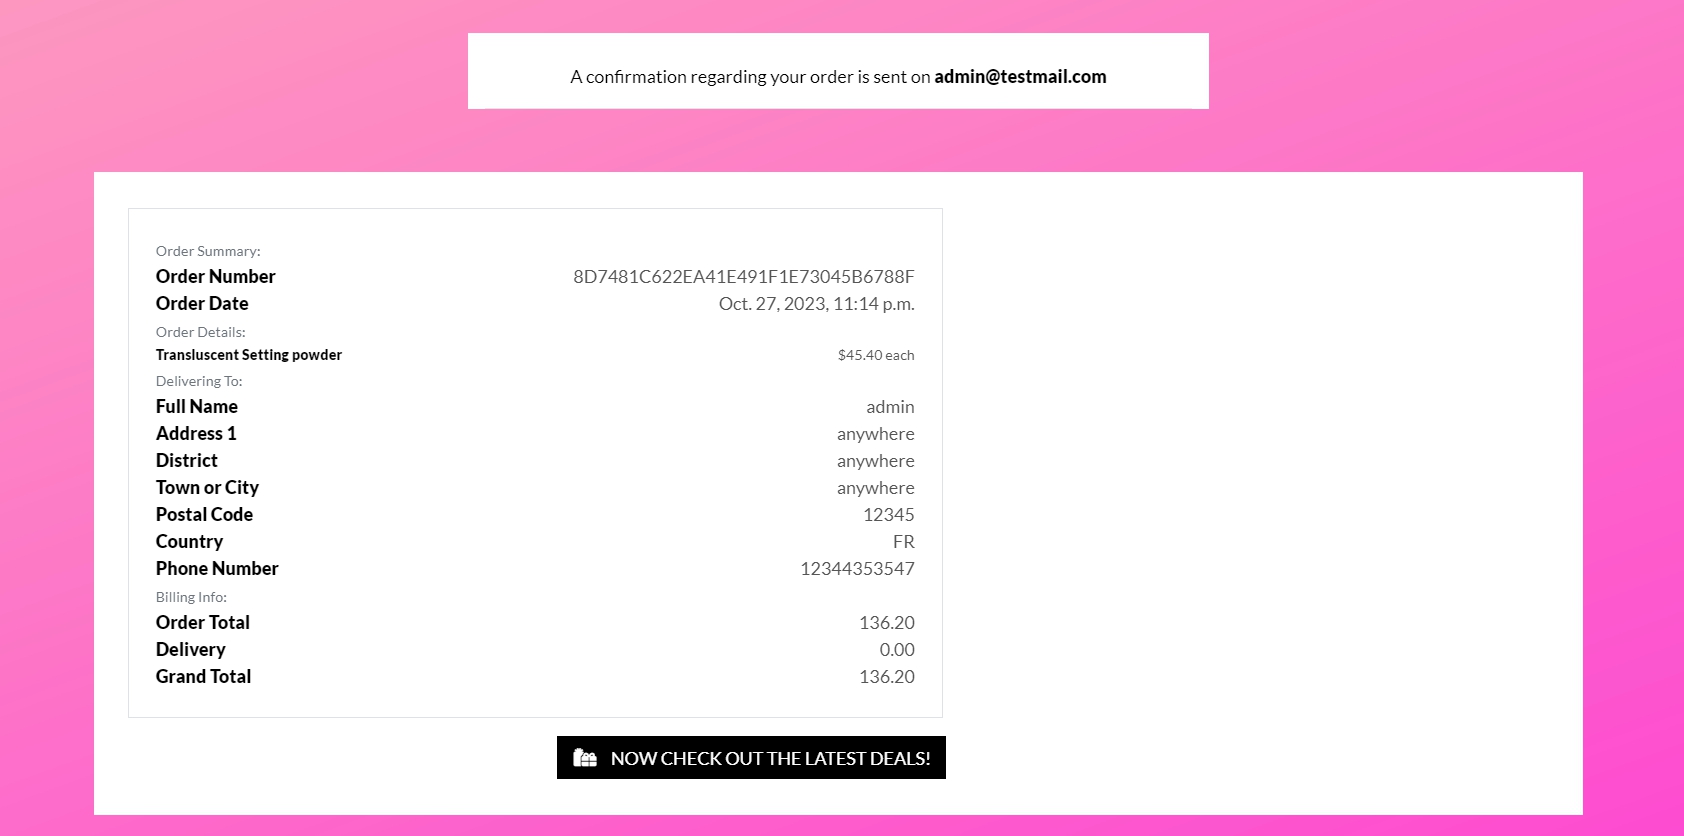 A confirmation regarding your order is sent on admin@testmail.com
Order Summary:
Order Number 8D7481C622EA41E491F1E73045B6788F
Order Date Oct. 27, 2023, 11:14 p.m.
Order Details:
Transluscent Setting powder $45.40 each
Delivering To:
Full Name admin
Address 1 anywhere
District anywhere
Town or City anywhere
Postal Code 12345
Country FR
Phone Number 12344353547
Billing Info:
Order Total 136.20
Delivery 0.00
Grand Total 136.20
NOW CHECK OUT THE LATEST DEALS!